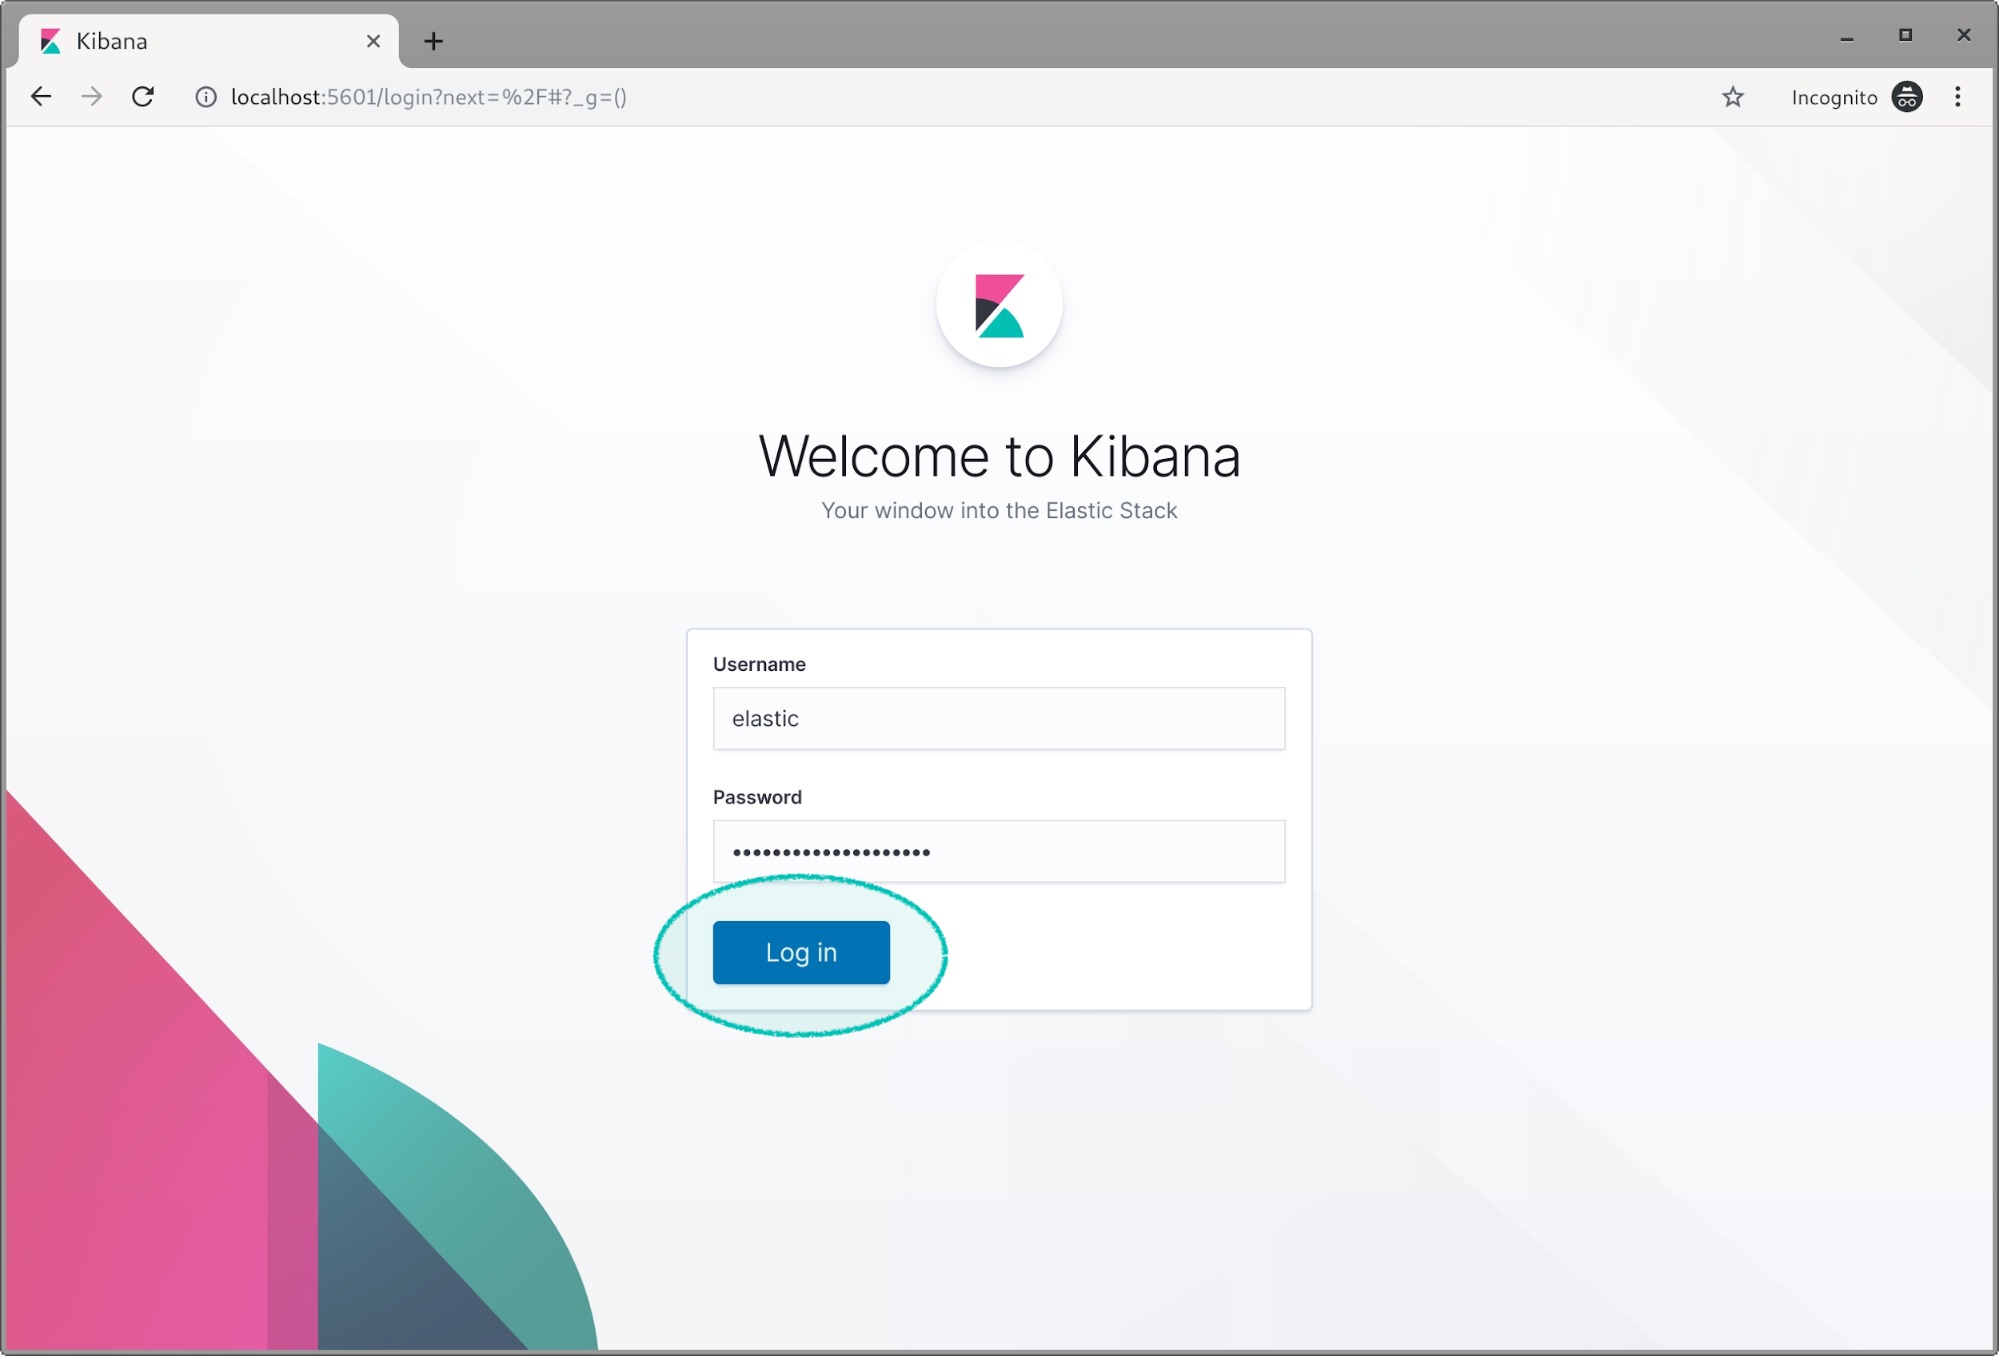 Kibana
localhost:5601/login?next=%2F#?_g=()
Incognito
Welcome to Kibana
Your window into the Elastic Stack
Username
elastic
Password
••••••••••••••••••••
Log in